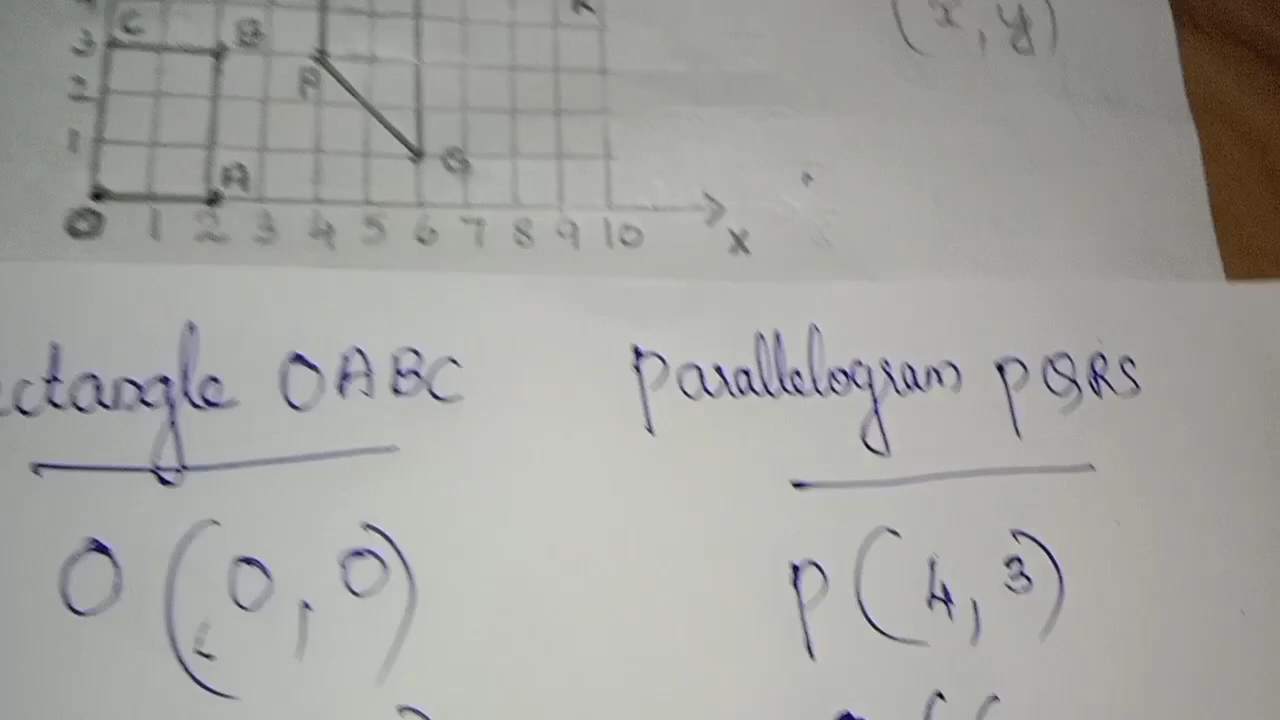 (x, y)
3 C B
2 P
1 Q
A
O 1 2 3 4 5 6 7 8 9 10 x
ctangle OABC parallelogram PQRS
O (0, 0) P (4, 3)